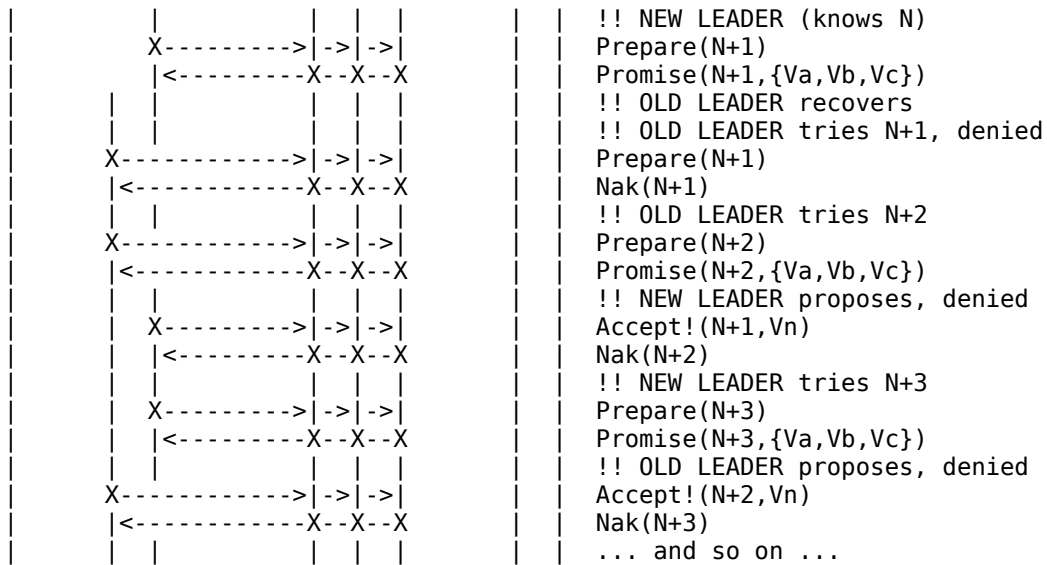 |         |          |  |  |       |  |  !! NEW LEADER (knows N)
|         X--------->|->|->|       |  |  Prepare(N+1)
|         |<---------X--X--X       |  |  Promise(N+1,{Va,Vb,Vc})
|      |  |          |  |  |       |  |  !! OLD LEADER recovers
|      |  |          |  |  |       |  |  !! OLD LEADER tries N+1, denied
|      X------------>|->|->|       |  |  Prepare(N+1)
|      |<------------X--X--X       |  |  Nak(N+1)
|      |  |          |  |  |       |  |  !! OLD LEADER tries N+2
|      X------------>|->|->|       |  |  Prepare(N+2)
|      |<------------X--X--X       |  |  Promise(N+2,{Va,Vb,Vc})
|      |  |          |  |  |       |  |  !! NEW LEADER proposes, denied
|      |  X--------->|->|->|       |  |  Accept!(N+1,Vn)
|      |  |<---------X--X--X       |  |  Nak(N+2)
|      |  |          |  |  |       |  |  !! NEW LEADER tries N+3
|      |  X--------->|->|->|       |  |  Prepare(N+3)
|      |  |<---------X--X--X       |  |  Promise(N+3,{Va,Vb,Vc})
|      |  |          |  |  |       |  |  !! OLD LEADER proposes, denied
|      X------------>|->|->|       |  |  Accept!(N+2,Vn)
|      |<------------X--X--X       |  |  Nak(N+3)
|      |  |          |  |  |       |  |  ... and so on ...